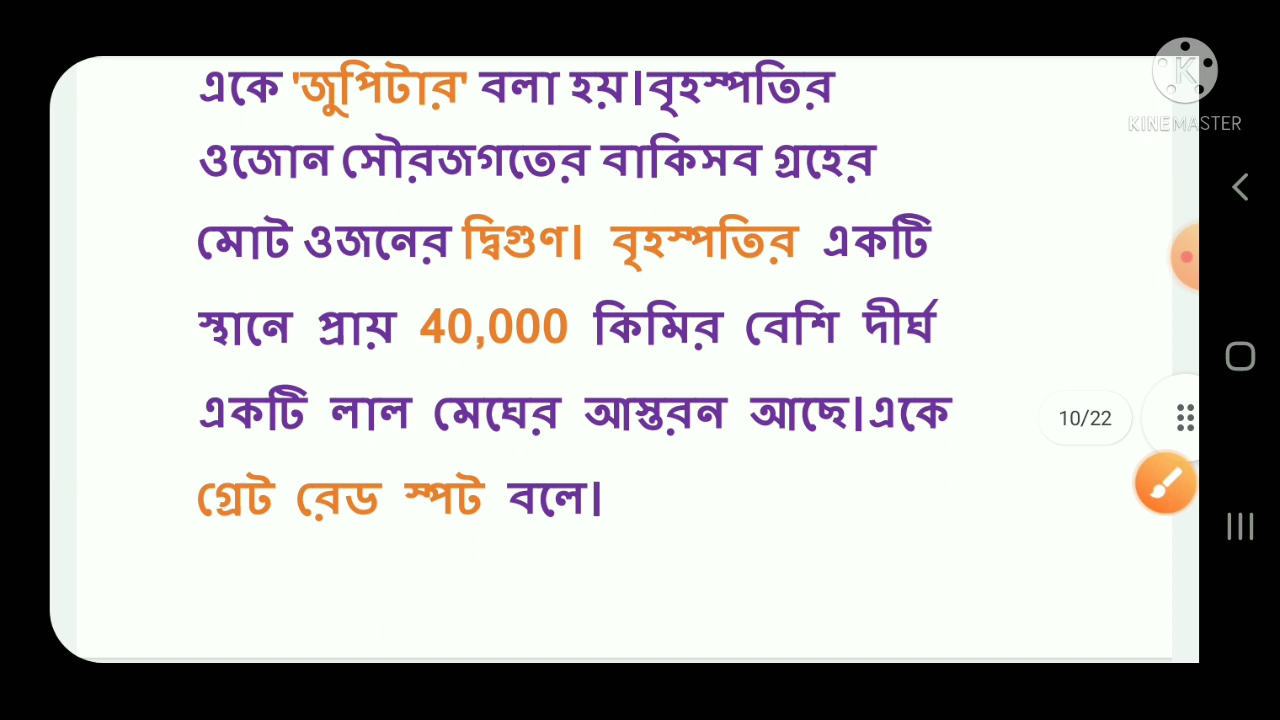 একে 'জুপিটার' বলা হয়।বৃহস্পতির
ওজোন সৌরজগতের বাকিসব গ্রহের
মোট ওজনের দ্বিগুণ। বৃহস্পতির একটি
স্থানে প্রায় 40,000 কিমির বেশি দীর্ঘ
একটি লাল মেঘের আস্তরন আছে।একে
গ্রেট রেড স্পট বলে।
K
KINEMASTER
10/22